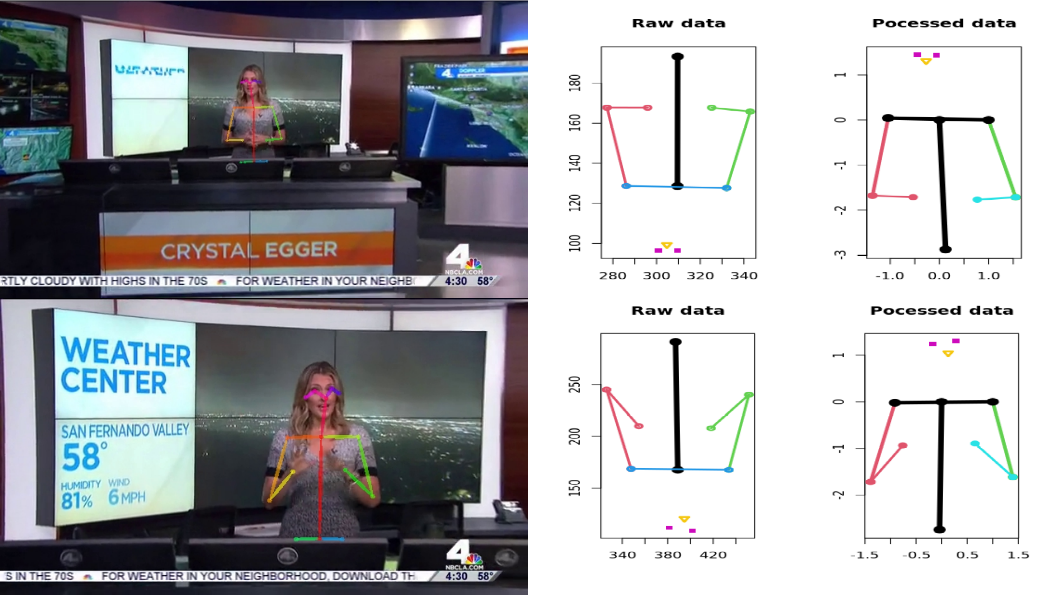 WEATHER
4 DOPPLER
4
4
4
CRYSTAL EGGER
4
NBCLA.COM
4:30 58°
RTLY CLOUDY WITH HIGHS IN THE 70S FOR WEATHER IN YOUR NEIGHB
Raw data
180
160
140
120
100
280 300 320 340
Pocessed data
1
0
-1
-2
-3
-1.0 0.0 1.0
WEATHER
CENTER
SAN FERNANDO VALLEY
58°
HUMIDITY WIND
81% 6 MPH
4
NBCLA.COM
4:30 58°
S IN THE 70S FOR WEATHER IN YOUR NEIGHBORHOOD, DOWNLOAD TH
Raw data
250
200
150
340 380 420
Pocessed data
1
0
-1
-2
-1.5 -0.5 0.5 1.5